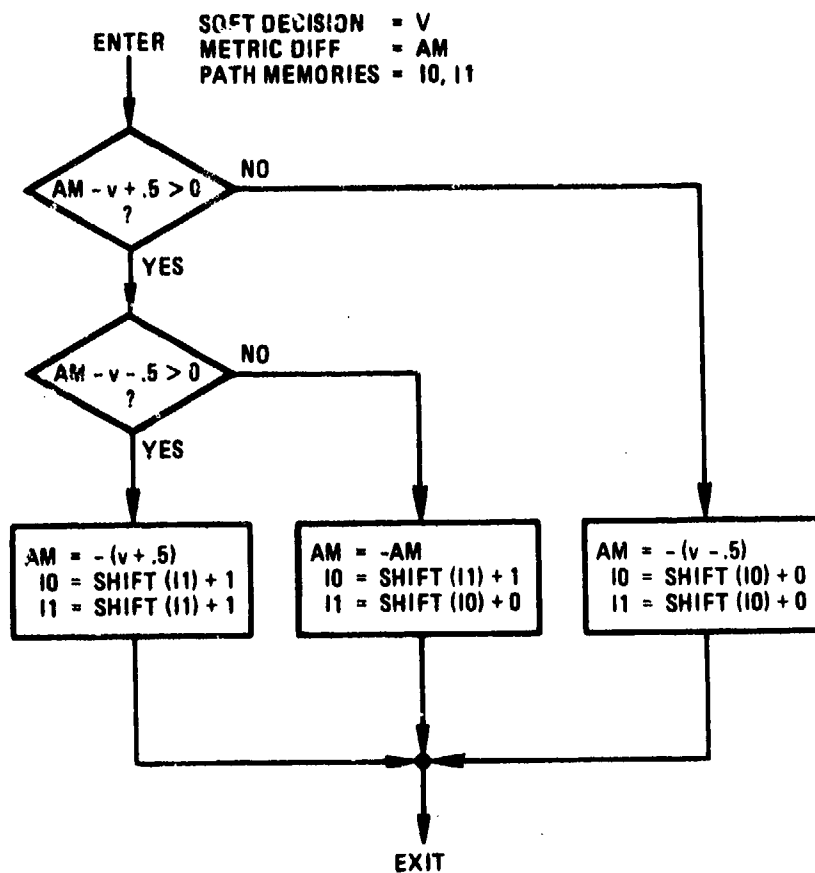 ENTER
SOFT DECISION = V
METRIC DIFF = AM
PATH MEMORIES = I0, I1
AM - v + .5 > 0
?
NO
YES
AM - v - .5 > 0
?
NO
YES
AM = - (v + .5)
I0 = SHIFT (I1) + 1
I1 = SHIFT (I1) + 1
AM = -AM
I0 = SHIFT (I1) + 1
I1 = SHIFT (I0) + 0
AM = - (v - .5)
I0 = SHIFT (I0) + 0
I1 = SHIFT (I0) + 0
EXIT